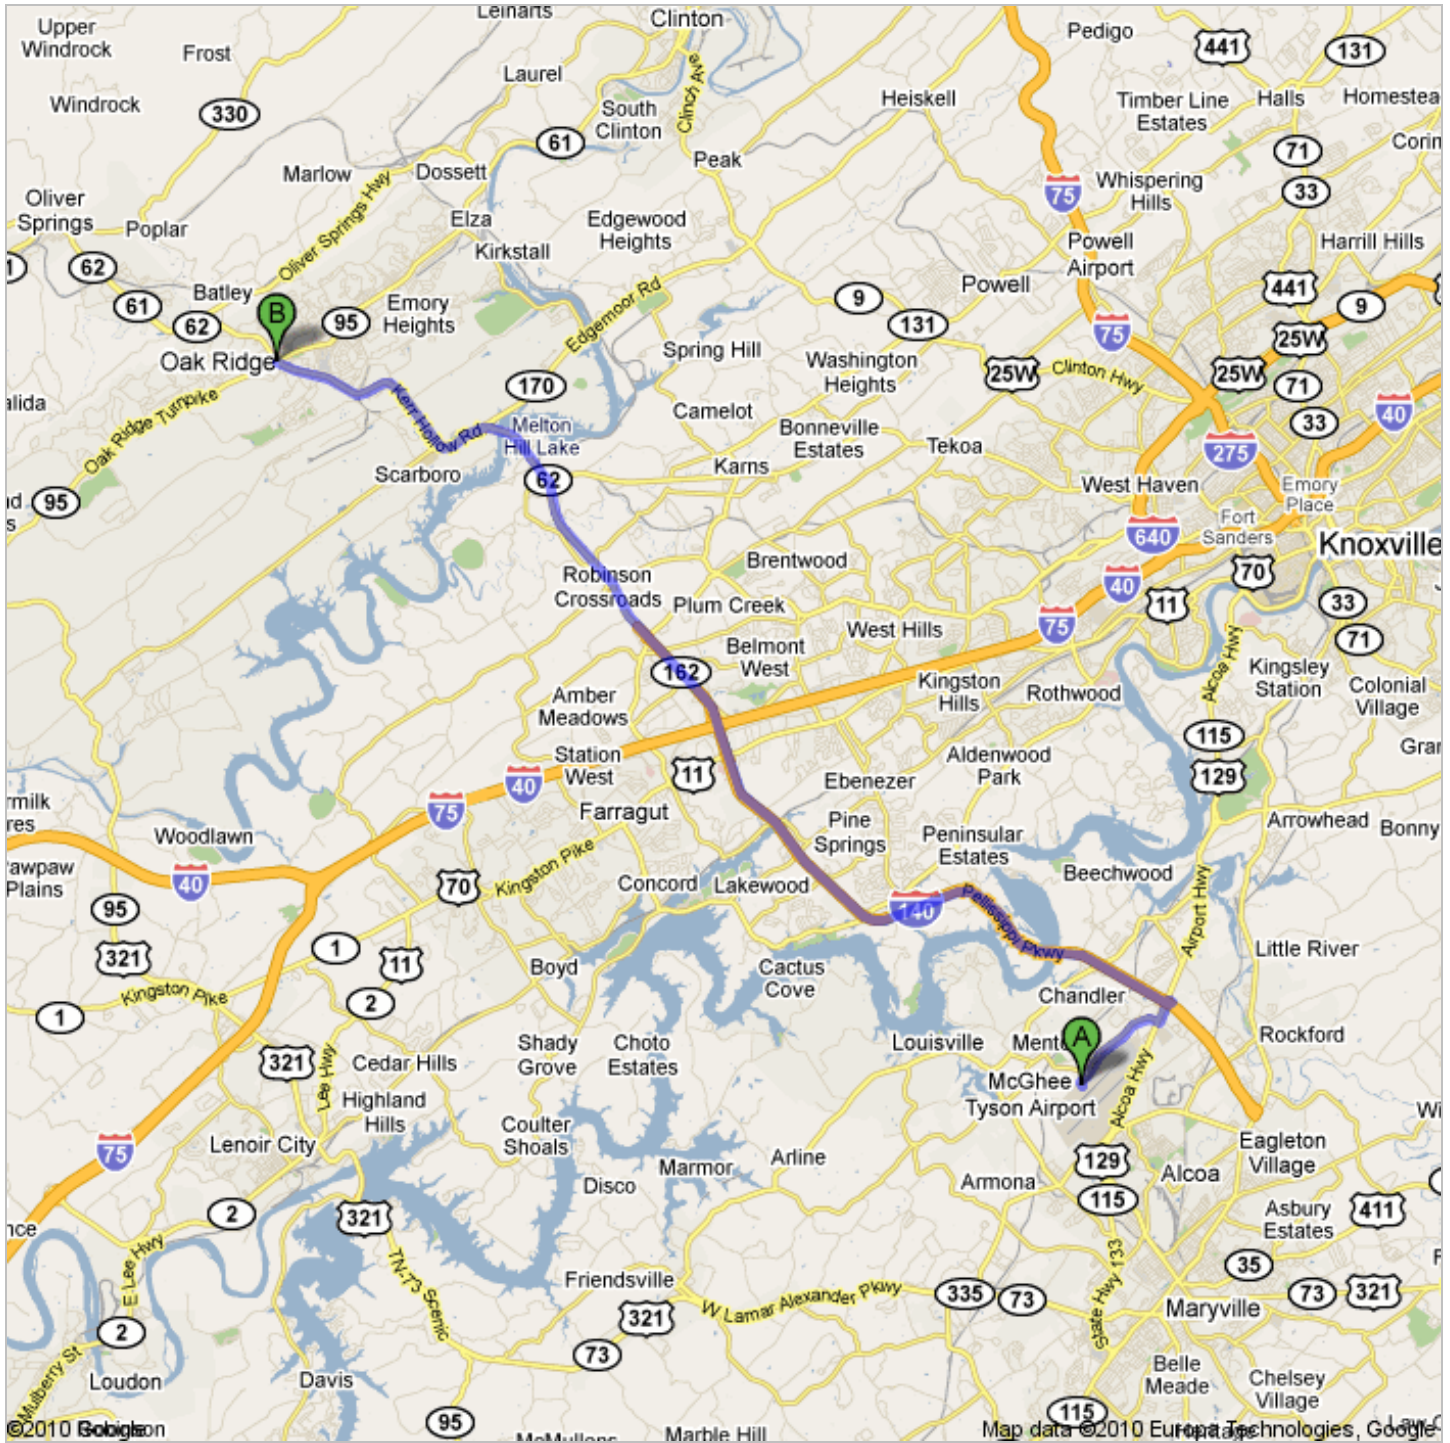 Leinarts
Clinton
Upper
Windrock
Frost
Pedigo
441
131
Laurel
Clinch Ave
Windrock
330
South
Clinton
Heiskell
Timber Line
Estates
Halls
61
71
Peak
Marlow
Dossett
Whispering
Hills
75
33
Oliver
Springs
Poplar
Oliver Springs Hwy
Elza
Edgewood
Heights
Kirkstall
Powell
Airport
Harrill Hills
62
Batley
61
62
B
95
Emory
Heights
Edgemoor Rd
9
131
Powell
441
9
75
25W
Oak Ridge
Spring Hill
Washington
Heights
25W
Clinton Hwy
25W
71
170
Kerr Hollow Rd
Camelot
33
40
Oak Ridge Turnpike
Melton
Hill Lake
Bonneville
Estates
Tekoa
275
Scarboro
62
Karns
West Haven
Emory
Place
95
Fort
Sanders
640
Knoxville
Brentwood
Robinson
Crossroads
40
70
11
33
Plum Creek
75
West Hills
71
Belmont
West
162
Alcoa Hwy
Kingston
Hills
Rothwood
Kingsley
Station
Colonial
Village
Amber
Meadows
115
Station
West
11
Aldenwood
Park
129
40
Ebenezer
75
Farragut
Pine
Springs
Arrowhead
Woodlawn
Peninsular
Estates
Kingston Pike
Beechwood
40
70
Concord
Lakewood
140
Pellissippi Pkwy
Airport Hwy
95
1
321
11
Boyd
Cactus
Cove
Little River
Kingston Pike
2
Chandler
1
Shady
Grove
Choto
Estates
Louisville
A
Rockford
321
Lee Hwy
Cedar Hills
McGhee
Tyson Airport
Alcoa Hwy
Highland
Hills
75
Lenoir City
Coulter
Shoals
Eagleton
Village
Marmor
Arline
129
Disco
Armona
Alcoa
115
2
321
Asbury
Estates
411
E Lee Hwy
TN-73 Scenic
Friendsville
W Lamar Alexander Pkwy
State Hwy 133
35
335
73
73
321
321
Maryville
2
73
Mulberry St
Loudon
Davis
Belle
Meade
Chelsey
Village
95
115
Marble Hill
McMullens
©2010 Google
Map data ©2010 Europa Technologies, Google